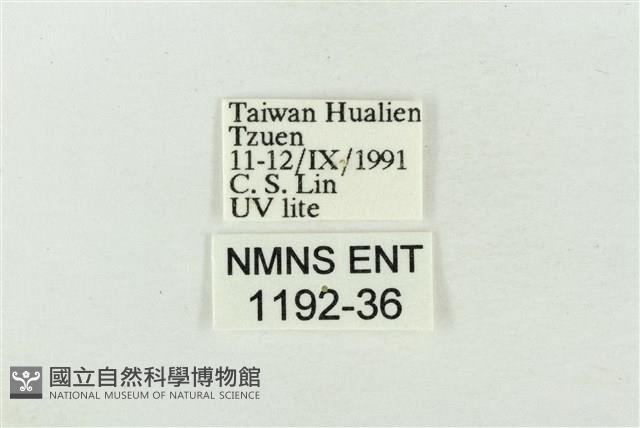 Taiwan Hualien
Tzuen
11-12/IX/1991
C. S. Lin
UV lite
NMNS ENT
1192-36
國立自然科學博物館
NATIONAL MUSEUM OF NATURAL SCIENCE